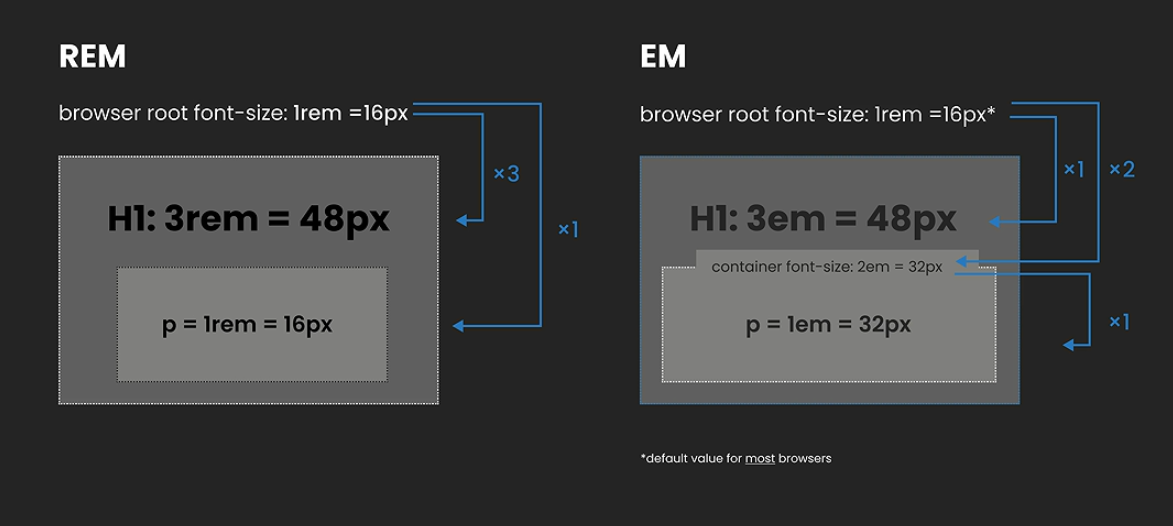 REM
browser root font-size: 1rem =16px
×3
H1: 3rem = 48px
×1
p = 1rem = 16px
EM
browser root font-size: 1rem =16px*
×1
×2
H1: 3em = 48px
container font-size: 2em = 32px
p = 1em = 32px
×1
*default value for most browsers